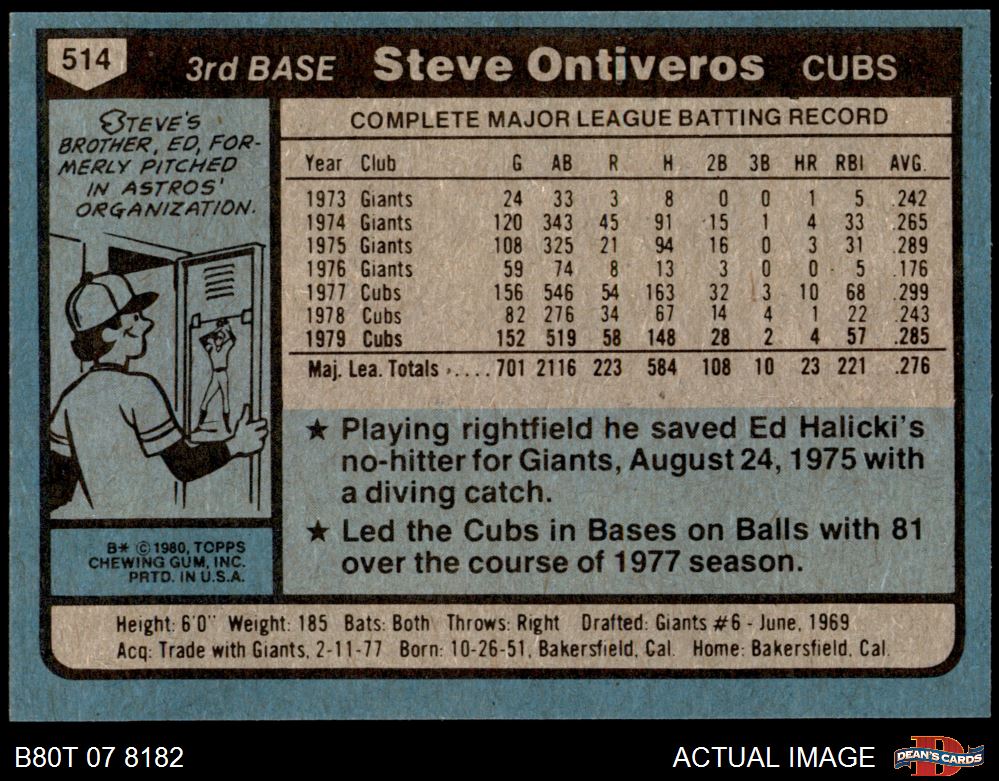 514
3rd BASE Steve Ontiveros CUBS
STEVE'S
BROTHER, ED, FOR-
MERLY PITCHED
IN ASTROS'
ORGANIZATION.
COMPLETE MAJOR LEAGUE BATTING RECORD
Year Club G AB R H 2B 3B HR RBI AVG.
1973 Giants 24 33 3 8 0 0 1 5 .242
1974 Giants 120 343 45 91 15 1 4 33 .265
1975 Giants 108 325 21 94 16 0 3 31 .289
1976 Giants 59 74 8 13 3 0 0 5 .176
1977 Cubs 156 546 54 163 32 3 10 68 .299
1978 Cubs 82 276 34 67 14 4 1 22 .243
1979 Cubs 152 519 58 148 28 2 4 57 .285
Maj. Lea. Totals ..... 701 2116 223 584 108 10 23 221 .276
★ Playing rightfield he saved Ed Halicki's
no-hitter for Giants, August 24, 1975 with
a diving catch.
★ Led the Cubs in Bases on Balls with 81
over the course of 1977 season.
B* © 1980, TOPPS
CHEWING GUM, INC.
PRTD. IN U.S.A.
Height: 6'0" Weight: 185 Bats: Both Throws: Right Drafted: Giants #6 - June, 1969
Acq: Trade with Giants, 2-11-77 Born: 10-26-51, Bakersfield, Cal. Home: Bakersfield, Cal.
B80T 07 8182
ACTUAL IMAGE
DEAN'S CARDS